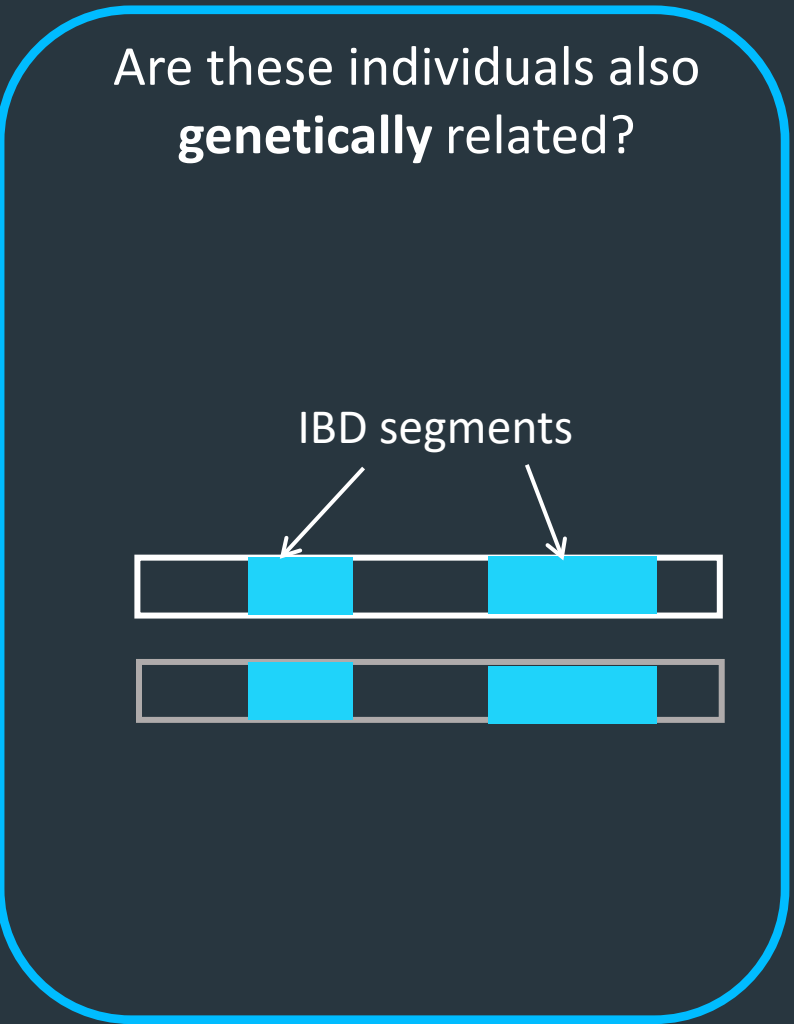 Are these individuals also
genetically related?
IBD segments